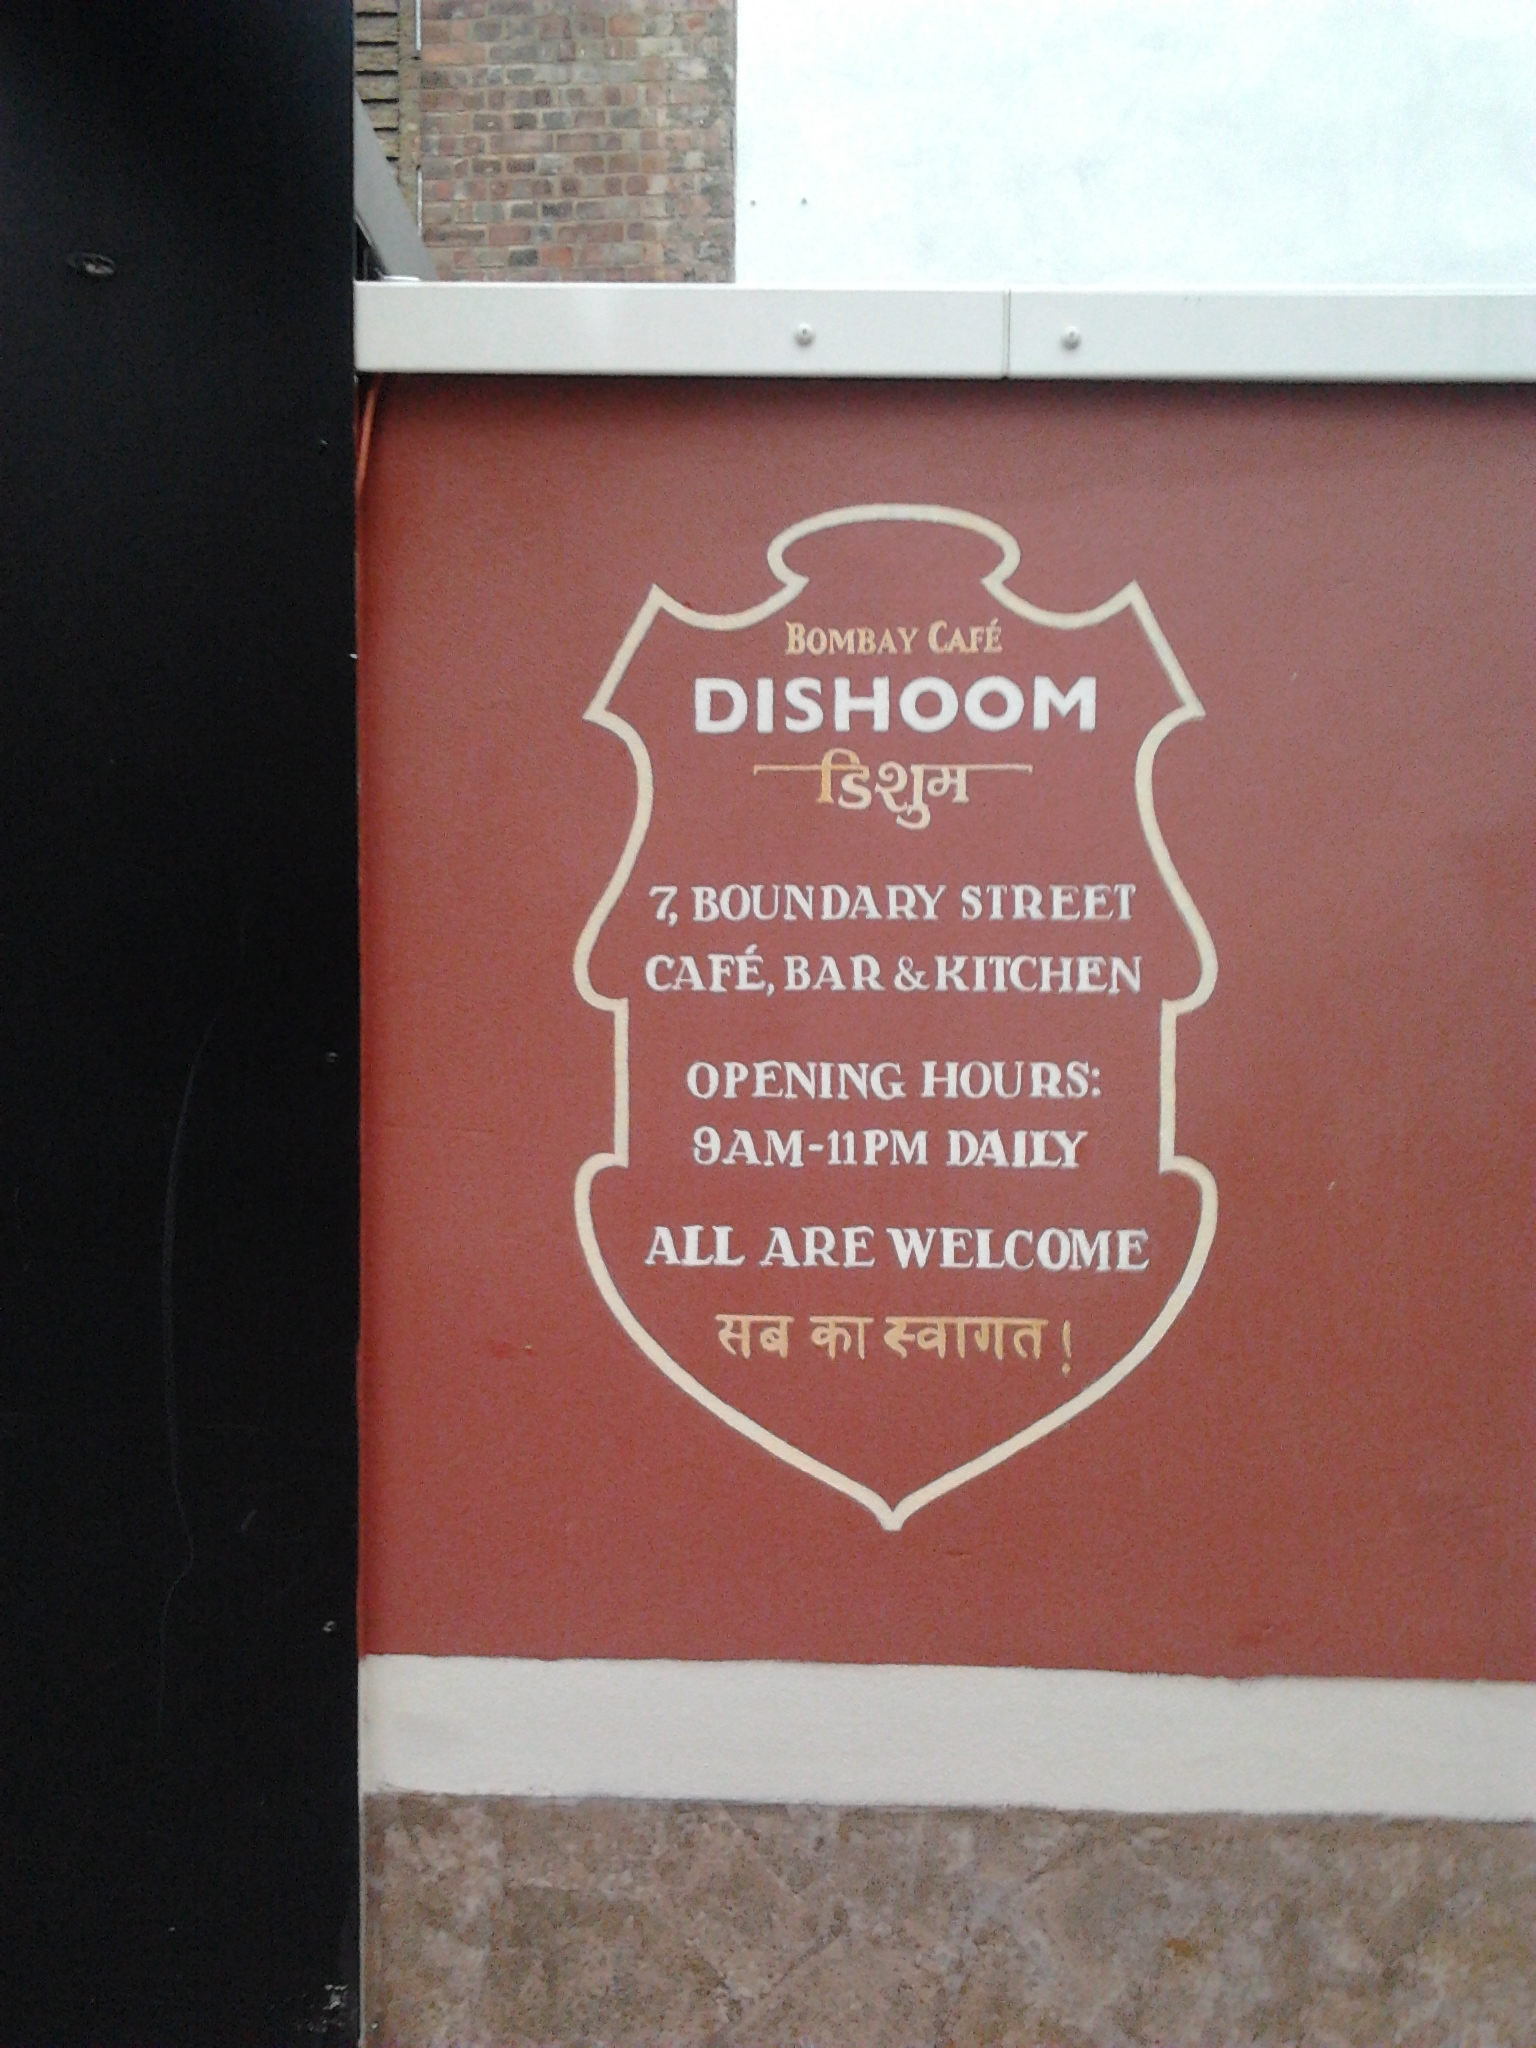 BOMBAY CAFÉ
DISHOOM
डिशुम
7, BOUNDARY STREET
CAFÉ, BAR & KITCHEN
OPENING HOURS:
9AM-11PM DAILY
ALL ARE WELCOME
सब का स्वागत!